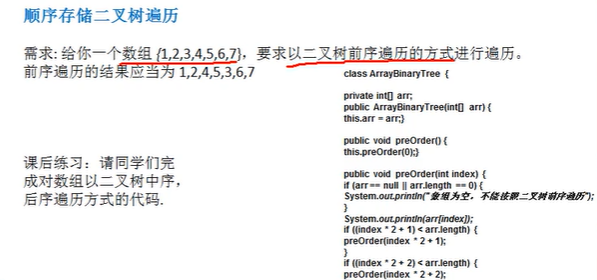 顺序存储二叉树遍历
需求: 给你一个数组 {1,2,3,4,5,6,7}，要求以二叉树前序遍历的方式进行遍历。
前序遍历的结果应当为 1,2,4,5,3,6,7
课后练习：请同学们完
成对数组以二叉树中序，
后序遍历方式的代码.
class ArrayBinaryTree {
private int[] arr;
public ArrayBinaryTree(int[] arr) {
this.arr = arr;}
public void preOrder() {
this.preOrder(0);}
public void preOrder(int index) {
if (arr == null || arr.length == 0) {
System.out.println("数组为空，不能按照二叉树前序遍历");
}
System.out.println(arr[index]);
if ((index * 2 + 1) < arr.length) {
preOrder(index * 2 + 1);
}
if ((index * 2 + 2) < arr.length) {
preOrder(index * 2 + 2);